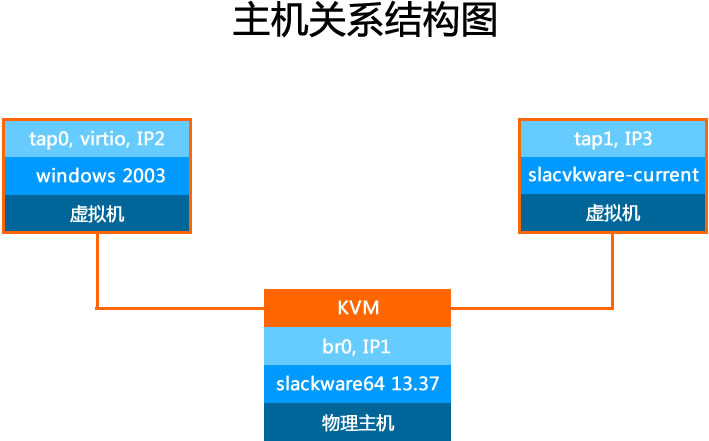 主机关系结构图
tap0, virtio, IP2
windows 2003
虚拟机
tap1, IP3
slacvkware-current
虚拟机
KVM
br0, IP1
slackware64 13.37
物理主机